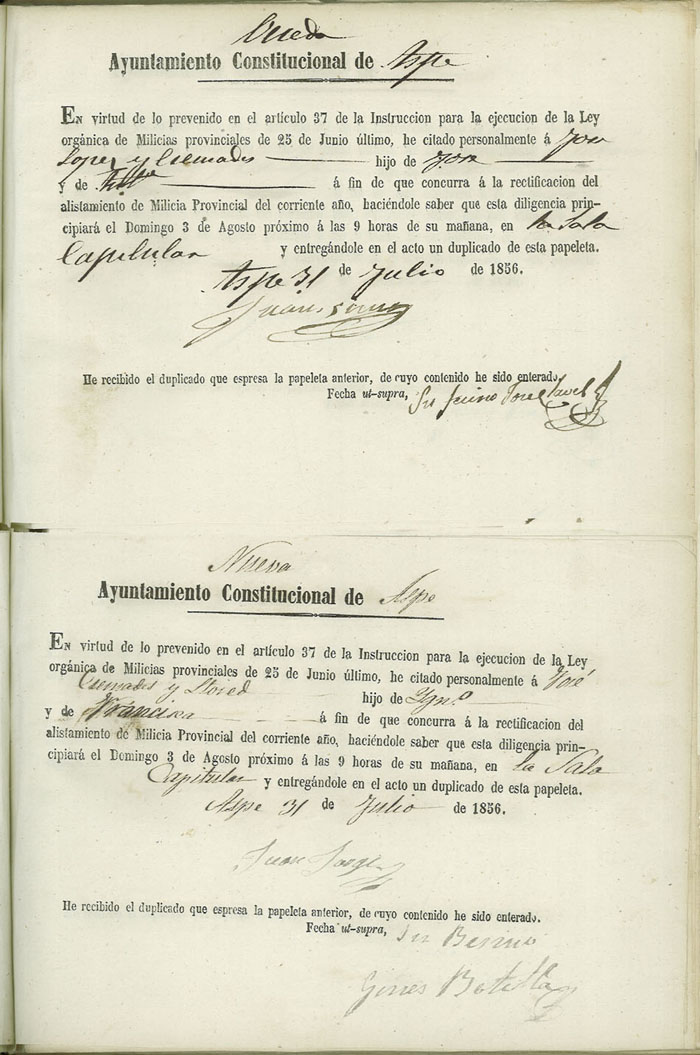 Ayuntamiento Constitucional de Aspe
En virtud de lo prevenido en el artículo 37 de la Instruccion para la ejecucion de la Ley
orgánica de Milicias provinciales de 25 de Junio último, he citado personalmente á Jose
Lopez y Cremades hijo de Jose
y de á fin de que concurra á la rectificacion del
alistamiento de Milicia Provincial del corriente año, haciéndole saber que esta diligencia prin-
cipiará el Domingo 3 de Agosto próximo á las 9 horas de su mañana, en la Sala
Capitular y entregándole en el acto un duplicado de esta papeleta.
Aspe 31 de Julio de 1856.
Juan
He recibido el duplicado que espresa la papeleta anterior, de cuyo contenido he sido enterado.
Fecha ut-supra, Jose
Nueva
Ayuntamiento Constitucional de Aspe
En virtud de lo prevenido en el artículo 37 de la Instruccion para la ejecucion de la Ley
orgánica de Milicias provinciales de 25 de Junio último, he citado personalmente á José
Cremades y hijo de Ygn.º
y de Francisca á fin de que concurra á la rectificacion del
alistamiento de Milicia Provincial del corriente año, haciéndole saber que esta diligencia prin-
cipiará el Domingo 3 de Agosto próximo á las 9 horas de su mañana, en la Sala
Capitular y entregándole en el acto un duplicado de esta papeleta.
Aspe 31 de Julio de 1856.
Juan
He recibido el duplicado que espresa la papeleta anterior, de cuyo contenido he sido enterado.
Fecha ut-supra,
Gines Botella